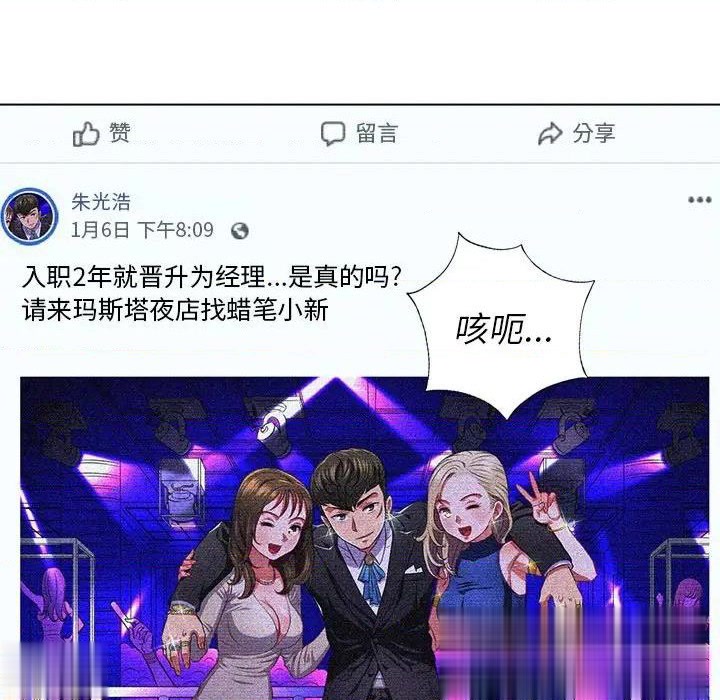 赞 留言 分享
朱光浩
1月6日 下午8:09
入职2年就晋升为经理...是真的吗?
请来玛斯塔夜店找蜡笔小新
咳呃...